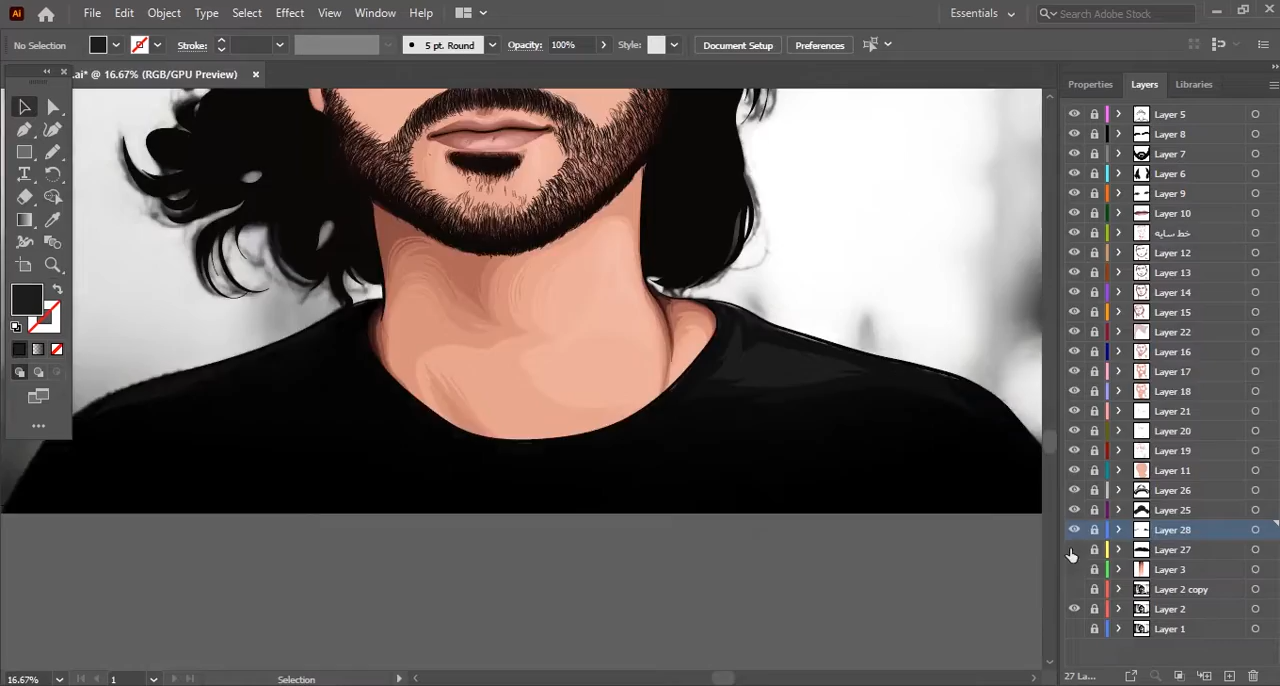 Ai File Edit Object Type Select Effect View Window Help Essentials Search Adobe Stock
No Selection Stroke: 5 pt. Round Opacity: 100% Style: Document Setup Preferences
.ai* @ 16.67% (RGB/GPU Preview)
Properties Layers Libraries
Layer 5
Layer 8
Layer 7
Layer 6
Layer 9
Layer 10
خط سایه
Layer 12
Layer 13
Layer 14
Layer 15
Layer 22
Layer 16
Layer 17
Layer 18
Layer 21
Layer 20
Layer 19
Layer 11
Layer 26
Layer 25
Layer 28
Layer 27
Layer 3
Layer 2 copy
Layer 2
Layer 1
16.67% 1 Selection 27 La...